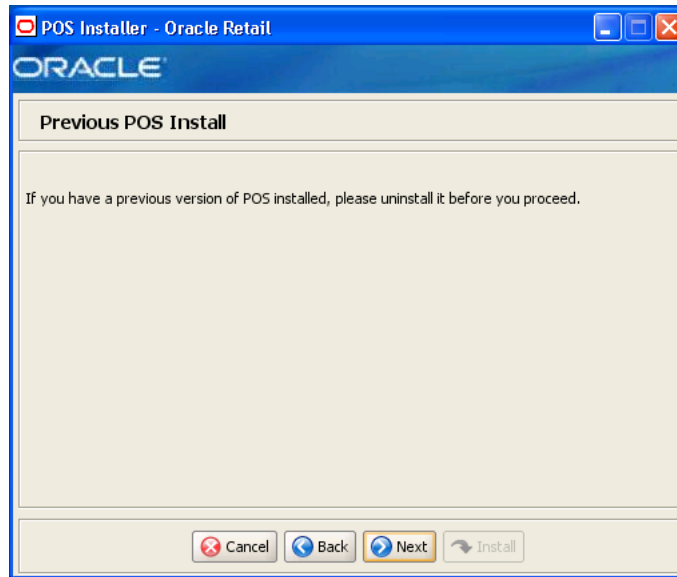 POS Installer - Oracle Retail
ORACLE
Previous POS Install
If you have a previous version of POS installed, please uninstall it before you proceed.
Cancel Back Next Install